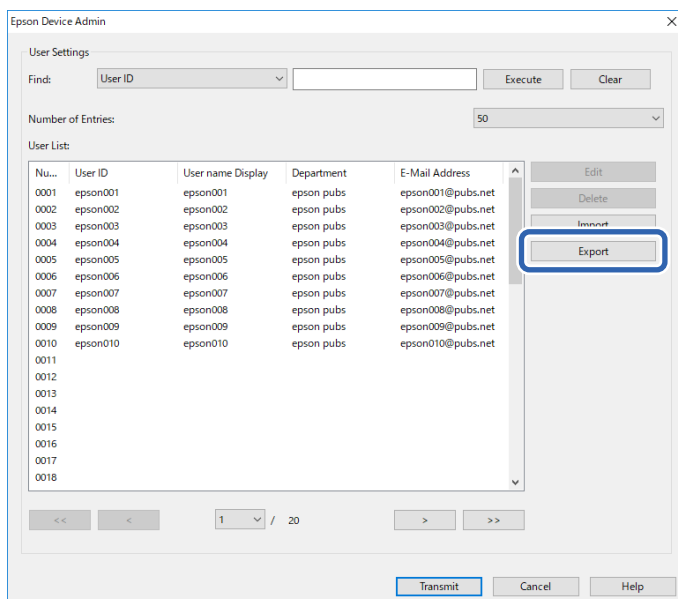 Epson Device Admin
User Settings
Find: User ID Execute Clear
Number of Entries: 50
User List:
Nu... User ID User name Display Department E-Mail Address Edit
0001 epson001 epson001 epson pubs epson001@pubs.net
Delete
0002 epson002 epson002 epson pubs epson002@pubs.net
0003 epson003 epson003 epson pubs epson003@pubs.net Import
0004 epson004 epson004 epson pubs epson004@pubs.net
Export
0005 epson005 epson005 epson pubs epson005@pubs.net
0006 epson006 epson006 epson pubs epson006@pubs.net
0007 epson007 epson007 epson pubs epson007@pubs.net
0008 epson008 epson008 epson pubs epson008@pubs.net
0009 epson009 epson009 epson pubs epson009@pubs.net
0010 epson010 epson010 epson pubs epson010@pubs.net
0011
0012
0013
0014
0015
0016
0017
0018
<< < 1 / 20 > >>
Transmit Cancel Help